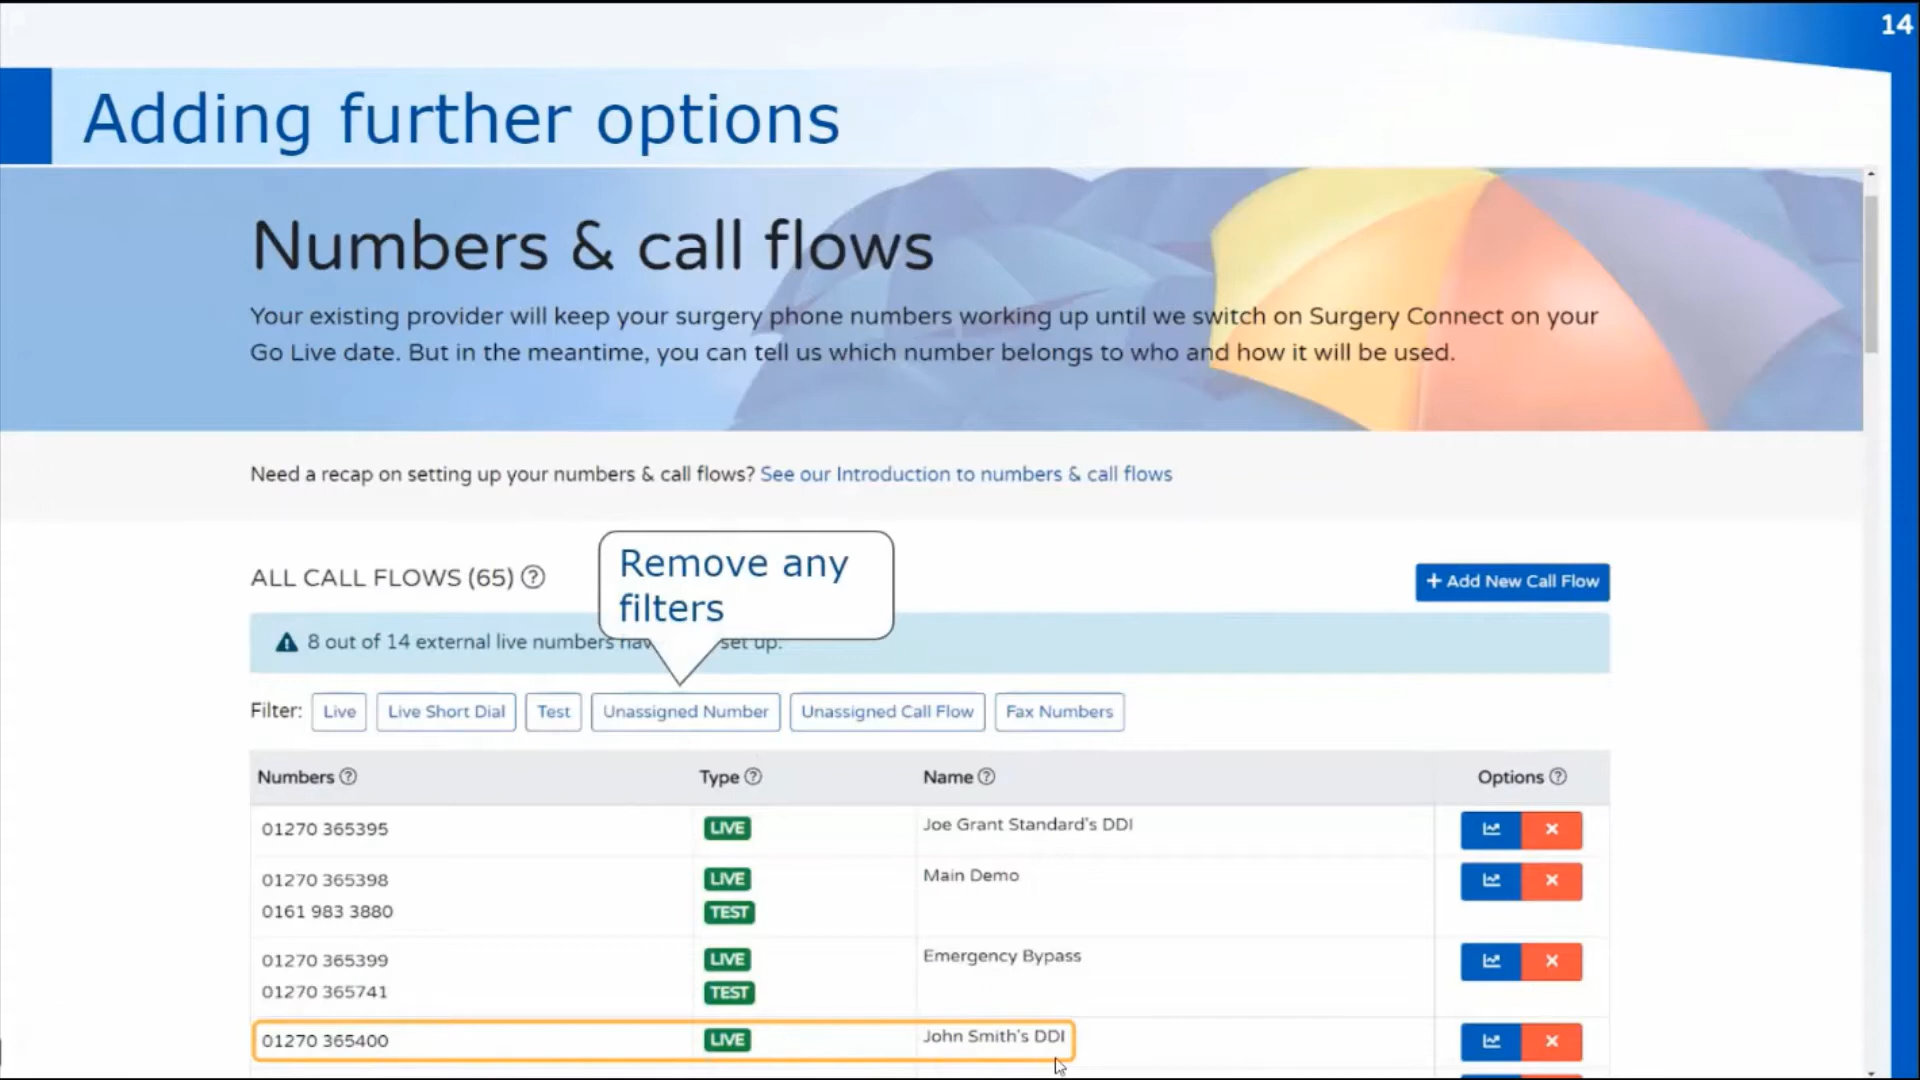 14
Adding further options
Numbers & call flows
Your existing provider will keep your surgery phone numbers working up until we switch on Surgery Connect on your
Go Live date. But in the meantime, you can tell us which number belongs to who and how it will be used.
Need a recap on setting up your numbers & call flows? See our Introduction to numbers & call flows
Remove any
filters
ALL CALL FLOWS (65)
+ Add New Call Flow
8 out of 14 external live numbers set up.
Filter: Live Live Short Dial Test Unassigned Number Unassigned Call Flow Fax Numbers
Numbers Type Name Options
01270 365395 LIVE Joe Grant Standard's DDI
01270 365398 LIVE Main Demo
0161 983 3880 TEST
01270 365399 LIVE Emergency Bypass
01270 365741 TEST
01270 365400 LIVE John Smith's DDI